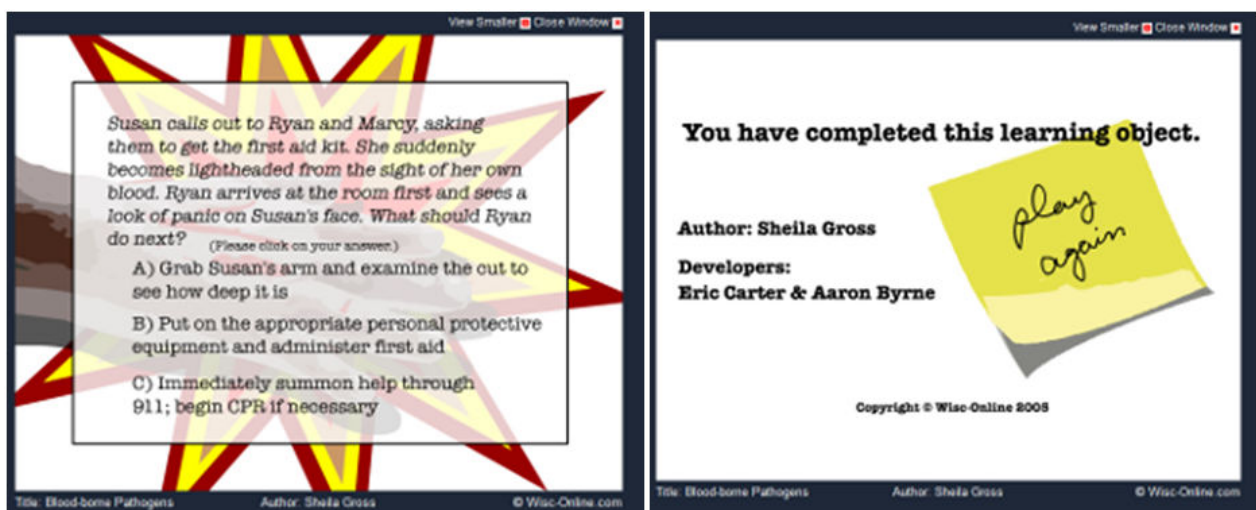 View Smaller Close Window
Susan calls out to Ryan and Marcy, asking
them to get the first aid kit. She suddenly
becomes lightheaded from the sight of her own
blood. Ryan arrives at the room first and sees a
look of panic on Susan's face. What should Ryan
do next? (Please click on your answer.)
A) Grab Susan's arm and examine the cut to
see how deep it is
B) Put on the appropriate personal protective
equipment and administer first aid
C) Immediately summon help through
911; begin CPR if necessary
Title: Blood-borne Pathogens Author: Sheila Gross © Wisc-Online.com
View Smaller Close Window
You have completed this learning object.
play
again
Author: Sheila Gross
Developers:
Eric Carter & Aaron Byrne
Copyright © Wisc-Online 2005
Title: Blood-borne Pathogens Author: Sheila Gross © Wisc-Online.com